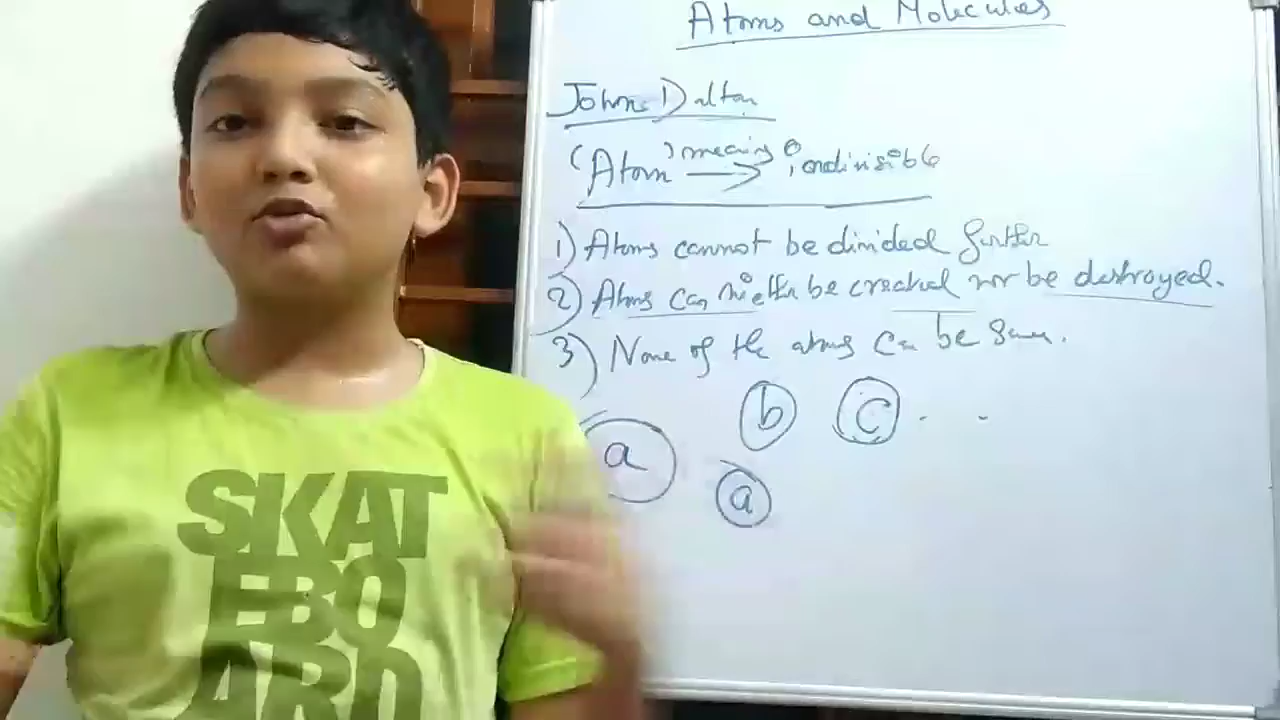 Atoms and Molecules
John Dalton
(Atom) meaning → indivisible
1) Atoms cannot be divided further
2) Atoms can niether be created nor be destroyed.
3) None of the atoms can be same.
a b c . .
a
SKAT
EBO
ARD